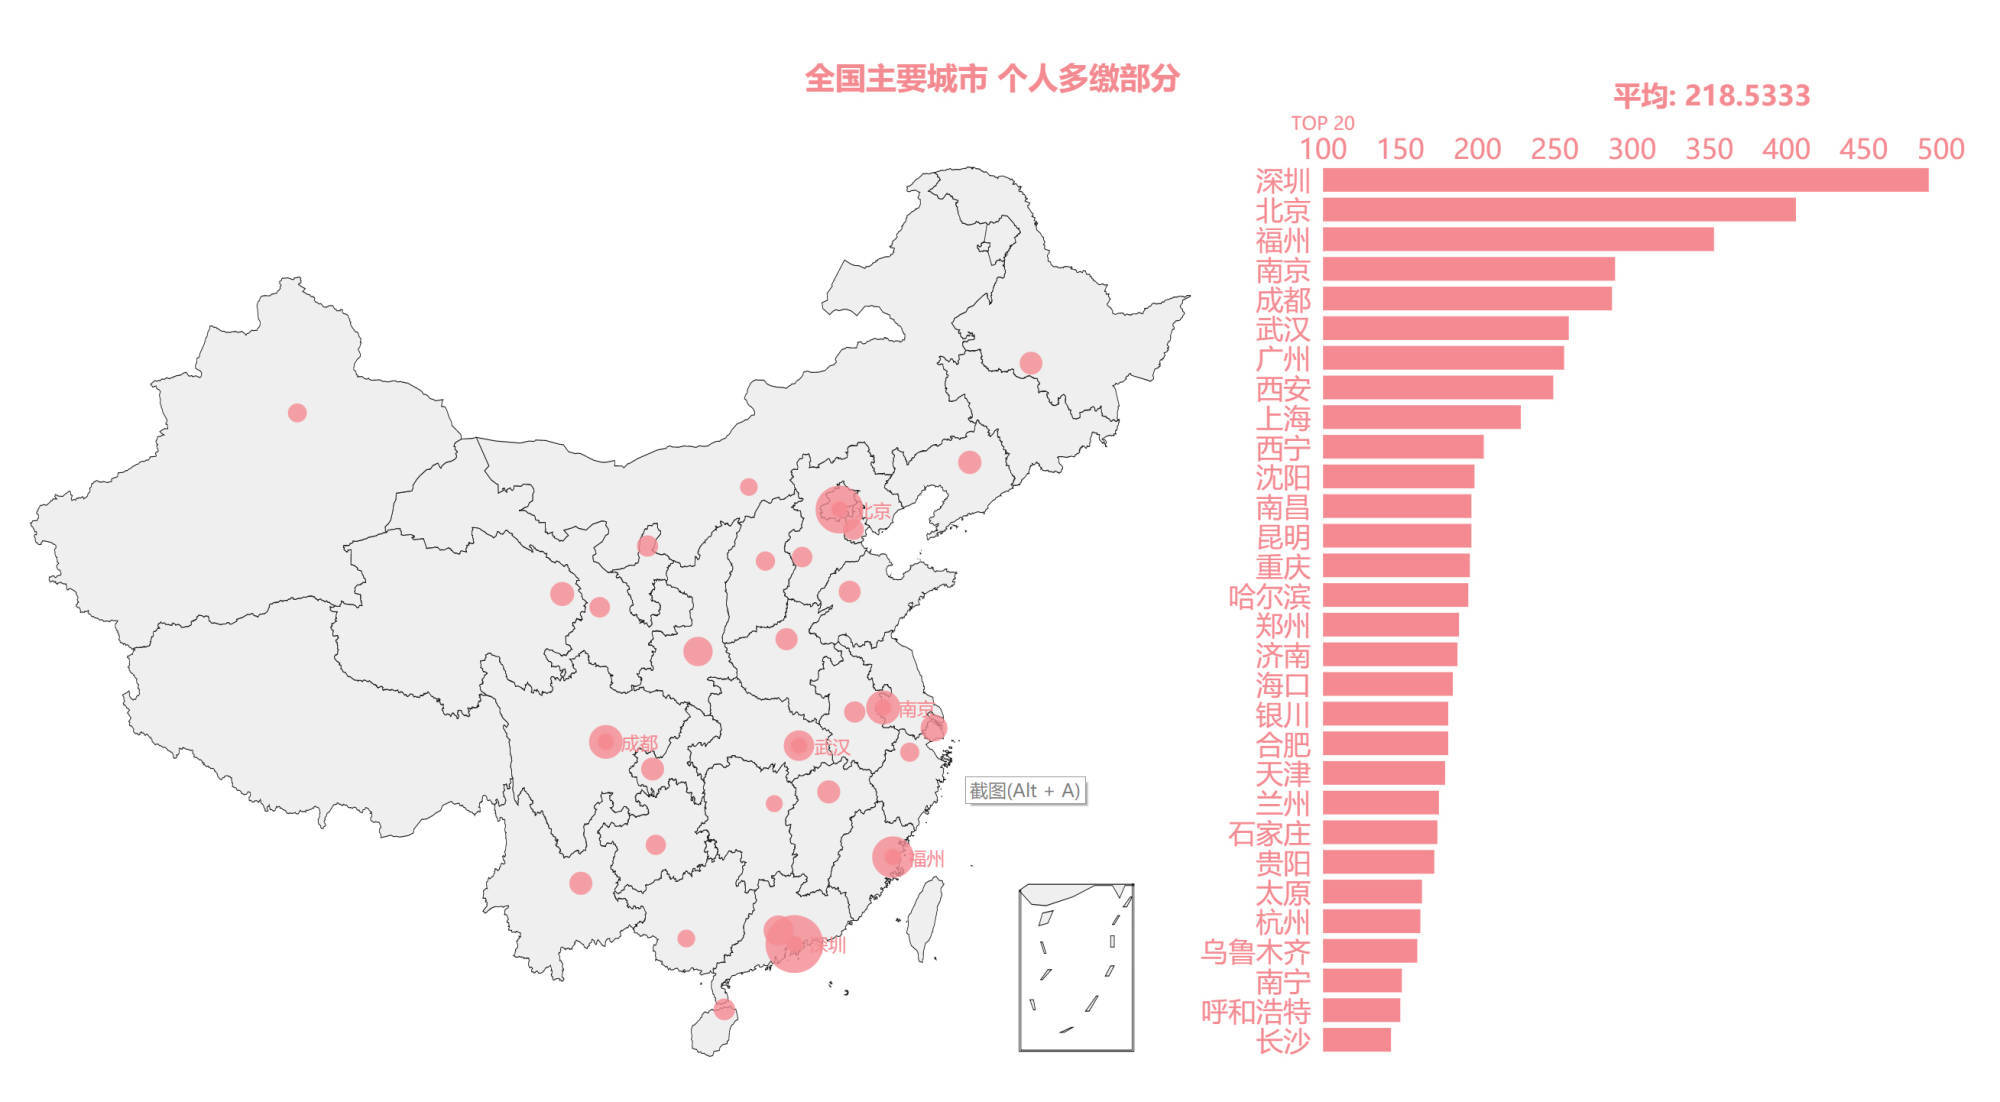 全国主要城市 个人多缴部分
平均: 218.5333
TOP 20
100 150 200 250 300 350 400 450 500
深圳
北京
福州
南京
成都
武汉
广州
西安
上海
西宁
沈阳
南昌
昆明
重庆
哈尔滨
郑州
济南
海口
银川
合肥
天津
兰州
石家庄
贵阳
太原
杭州
乌鲁木齐
南宁
呼和浩特
长沙
北京
南京
成都
武汉
截图(Alt + A)
福州
深圳